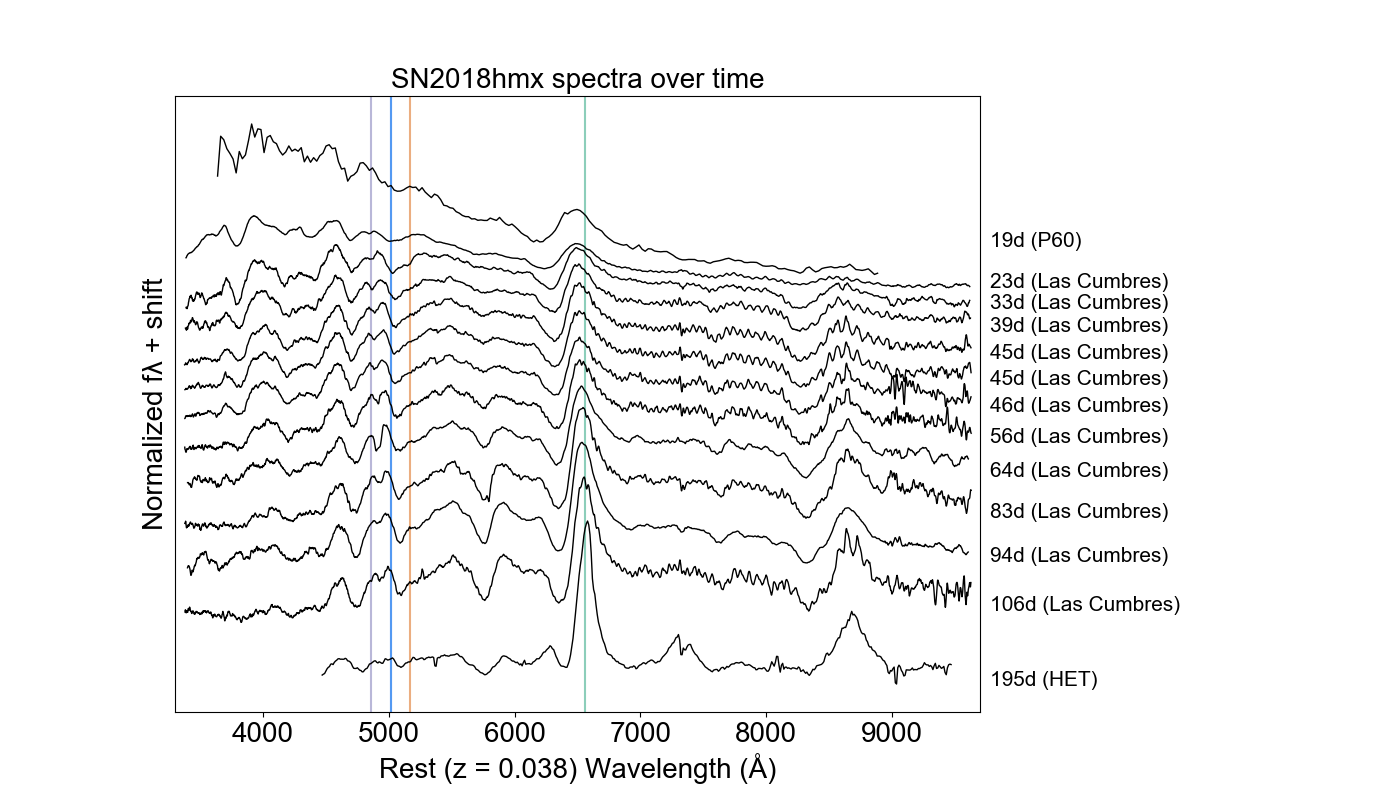 SN2018hmx spectra over time
Normalized fλ + shift
19d (P60)
23d (Las Cumbres)
33d (Las Cumbres)
39d (Las Cumbres)
45d (Las Cumbres)
45d (Las Cumbres)
46d (Las Cumbres)
56d (Las Cumbres)
64d (Las Cumbres)
83d (Las Cumbres)
94d (Las Cumbres)
106d (Las Cumbres)
195d (HET)
4000 5000 6000 7000 8000 9000
Rest (z = 0.038) Wavelength (Å)